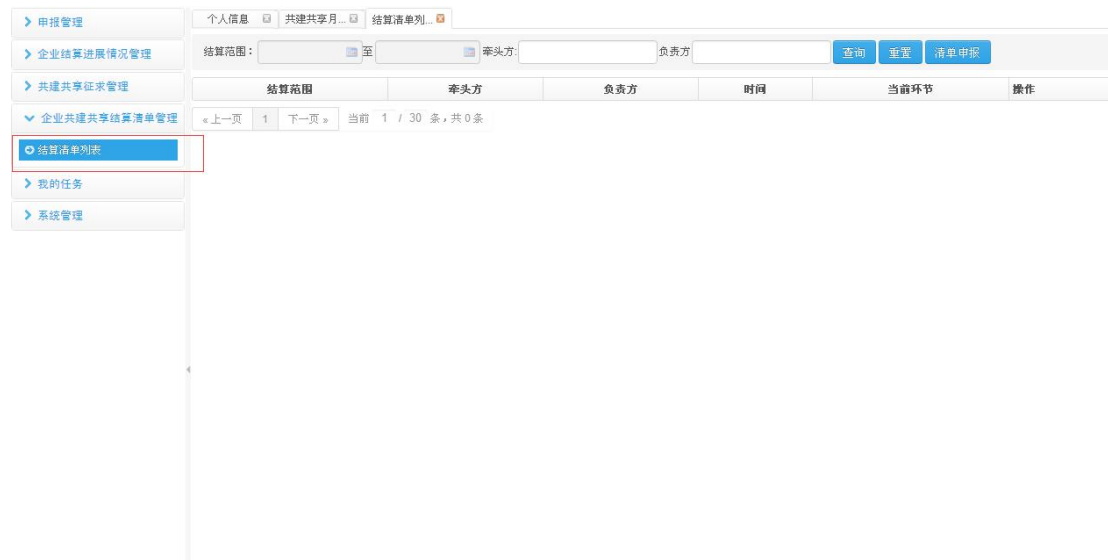 申报管理
企业结算进展情况管理
共建共享征求管理
企业共建共享结算清单管理
结算清单列表
我的任务
系统管理
个人信息 共建共享月... 结算清单列...
结算范围： 至 牵头方: 负责方 查询 重置 清单申报
结算范围 牵头方 负责方 时间 当前环节 操作
«上一页 1 下一页» 当前 1 / 30 条，共0条